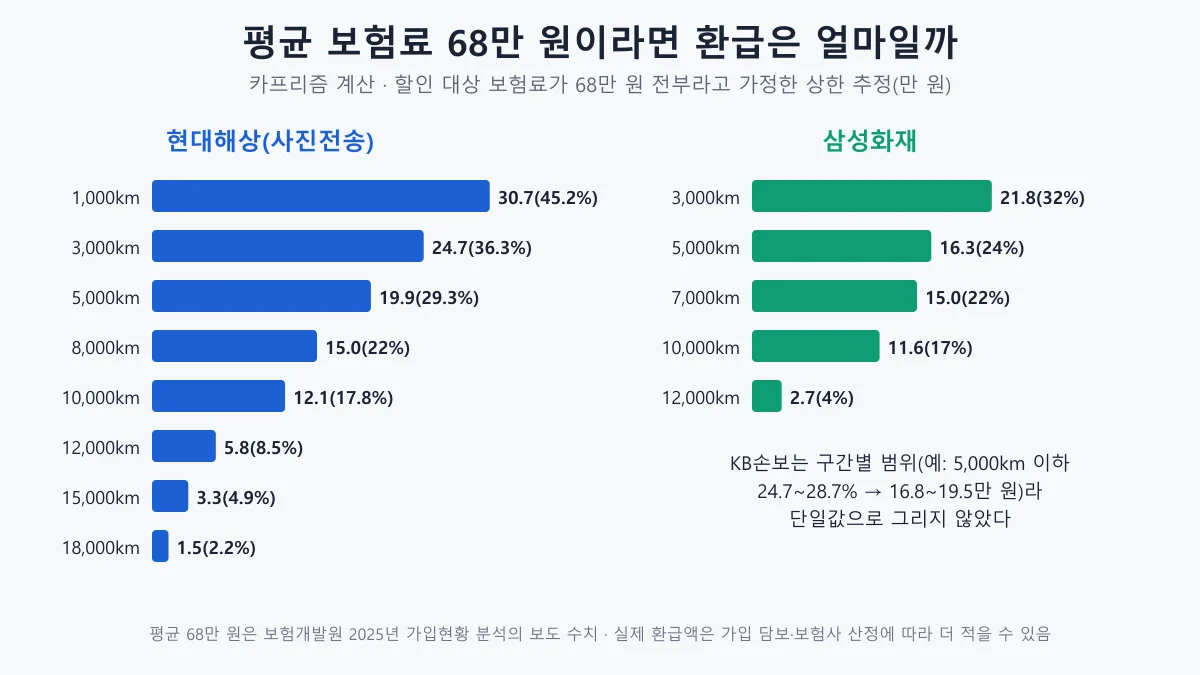 평균 보험료 68만 원이라면 환급은 얼마일까
카프리즘 계산 · 할인 대상 보험료가 68만 원 전부라고 가정한 상한 추정(만 원)
현대해상(사진전송)
1,000km 30.7(45.2%)
3,000km 24.7(36.3%)
5,000km 19.9(29.3%)
8,000km 15.0(22%)
10,000km 12.1(17.8%)
12,000km 5.8(8.5%)
15,000km 3.3(4.9%)
18,000km 1.5(2.2%)
삼성화재
3,000km 21.8(32%)
5,000km 16.3(24%)
7,000km 15.0(22%)
10,000km 11.6(17%)
12,000km 2.7(4%)
KB손보는 구간별 범위(예: 5,000km 이하
24.7~28.7% → 16.8~19.5만 원)라
단일값으로 그리지 않았다
평균 68만 원은 보험개발원 2025년 가입현황 분석의 보도 수치 · 실제 환급액은 가입 담보·보험사 산정에 따라 더 적을 수 있음